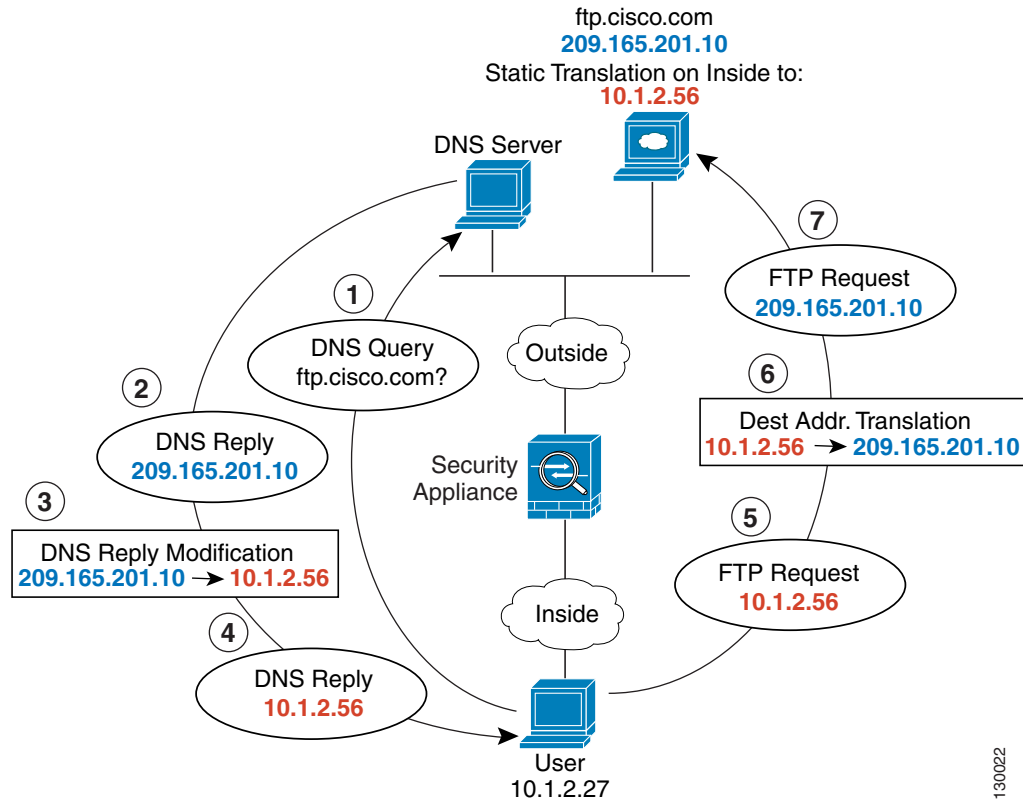 ftp.cisco.com
209.165.201.10
Static Translation on Inside to:
10.1.2.56
DNS Server
7
FTP Request
209.165.201.10
1
DNS Query
ftp.cisco.com?
Outside
2
DNS Reply
209.165.201.10
6
Dest Addr. Translation
10.1.2.56 → 209.165.201.10
Security
Appliance
3
DNS Reply Modification
209.165.201.10 → 10.1.2.56
5
FTP Request
10.1.2.56
Inside
4
DNS Reply
10.1.2.56
User
10.1.2.27
130022